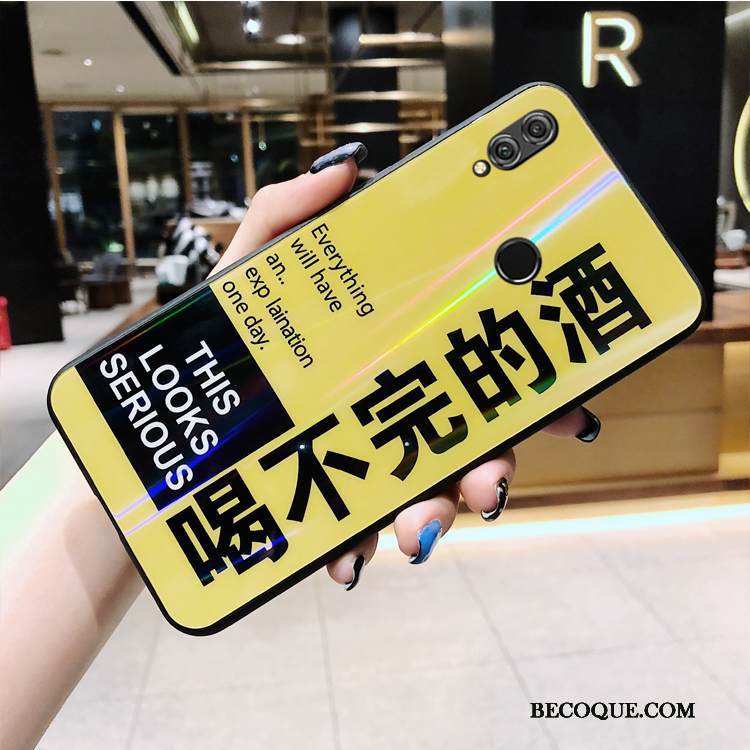 R
Everything
will have
an..
exp laination
one day.
THIS
LOOKS
SERIOUS
喝不完的酒
BECOQUE.COM